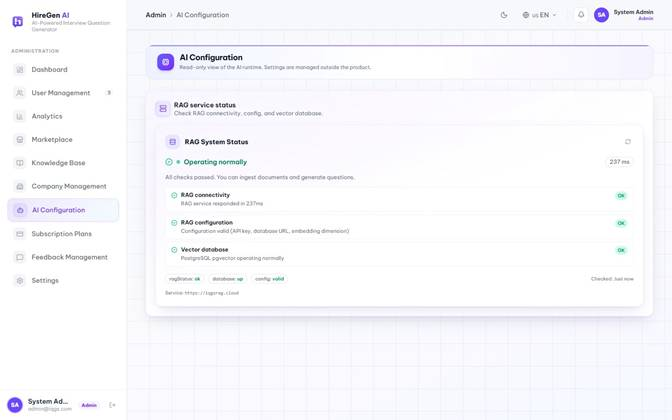 HireGen AI
AI-Powered Interview Question
Generator
ADMINISTRATION
Dashboard
User Management
Analytics
Marketplace
Knowledge Base
Company Management
AI Configuration
Subscription Plans
Feedback Management
Settings
SA
System Ad...
admin@iqgs.com
Admin
Admin > AI Configuration
us EN
SA
System Admin
Admin
AI Configuration
Read-only view of the AI runtime. Settings are managed outside the product.
RAG service status
Check RAG connectivity, config, and vector database.
RAG System Status
Operating normally
237 ms
All checks passed. You can ingest documents and generate questions.
RAG connectivity
OK
RAG service responded in 237ms
RAG configuration
OK
Configuration valid (API key, database URL, embedding dimension)
Vector database
OK
PostgreSQL pgvector operating normally
ragStatus: ok
database: up
config: valid
Checked: Just now
Service: https://iqgsrag.cloud